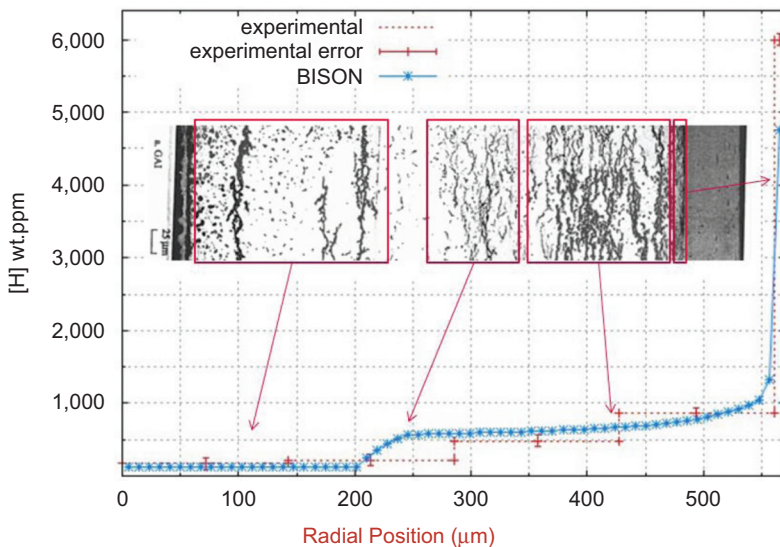 experimental
experimental error
BISON
6,000
5,000
4,000
3,000
2,000
1,000
[H] wt.ppm
25 µm
0
100
200
300
400
500
Radial Position (µm)